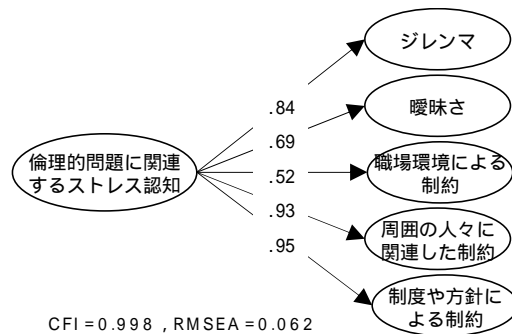 ジレンマ
.84
曖昧さ
.69
倫理的問題に関連
するストレス認知
.52
職場環境による
制約
.93
周囲の人々に
関連した制約
.95
制度や方針に
よる制約
CFI=0.998 , RMSEA=0.062